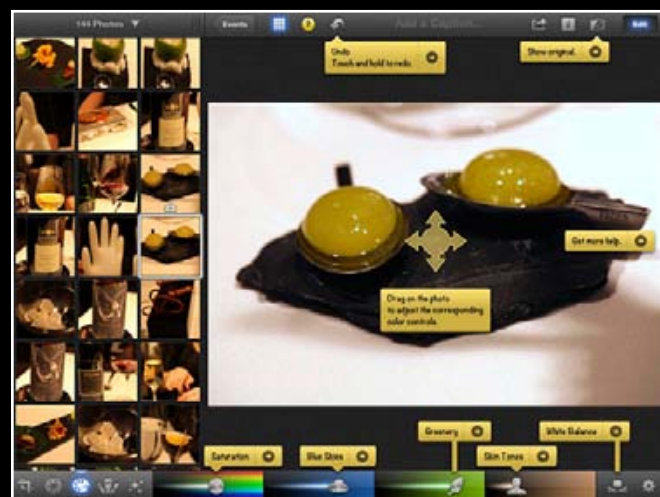 144 Photos
Events
?
Add a Caption...
Edit
Undo
Touch and hold to redo.
Show original.
Get more help.
Drag on the photo
to adjust the corresponding
color controls.
Saturation
Blue Skies
Greenery
Skin Tones
White Balance